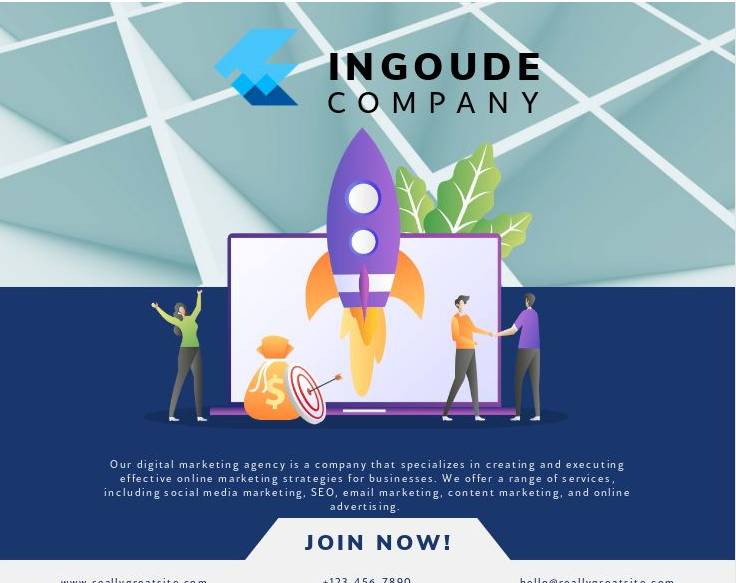 INGOUDE
COMPANY
$
Our digital marketing agency is a company that specializes in creating and executing
effective online marketing strategies for businesses. We offer a range of services,
including social media marketing, SEO, email marketing, content marketing, and online
advertising.
JOIN NOW!
www.reallygreatsite.com +123-456-7890 hello@reallygreatsite.com